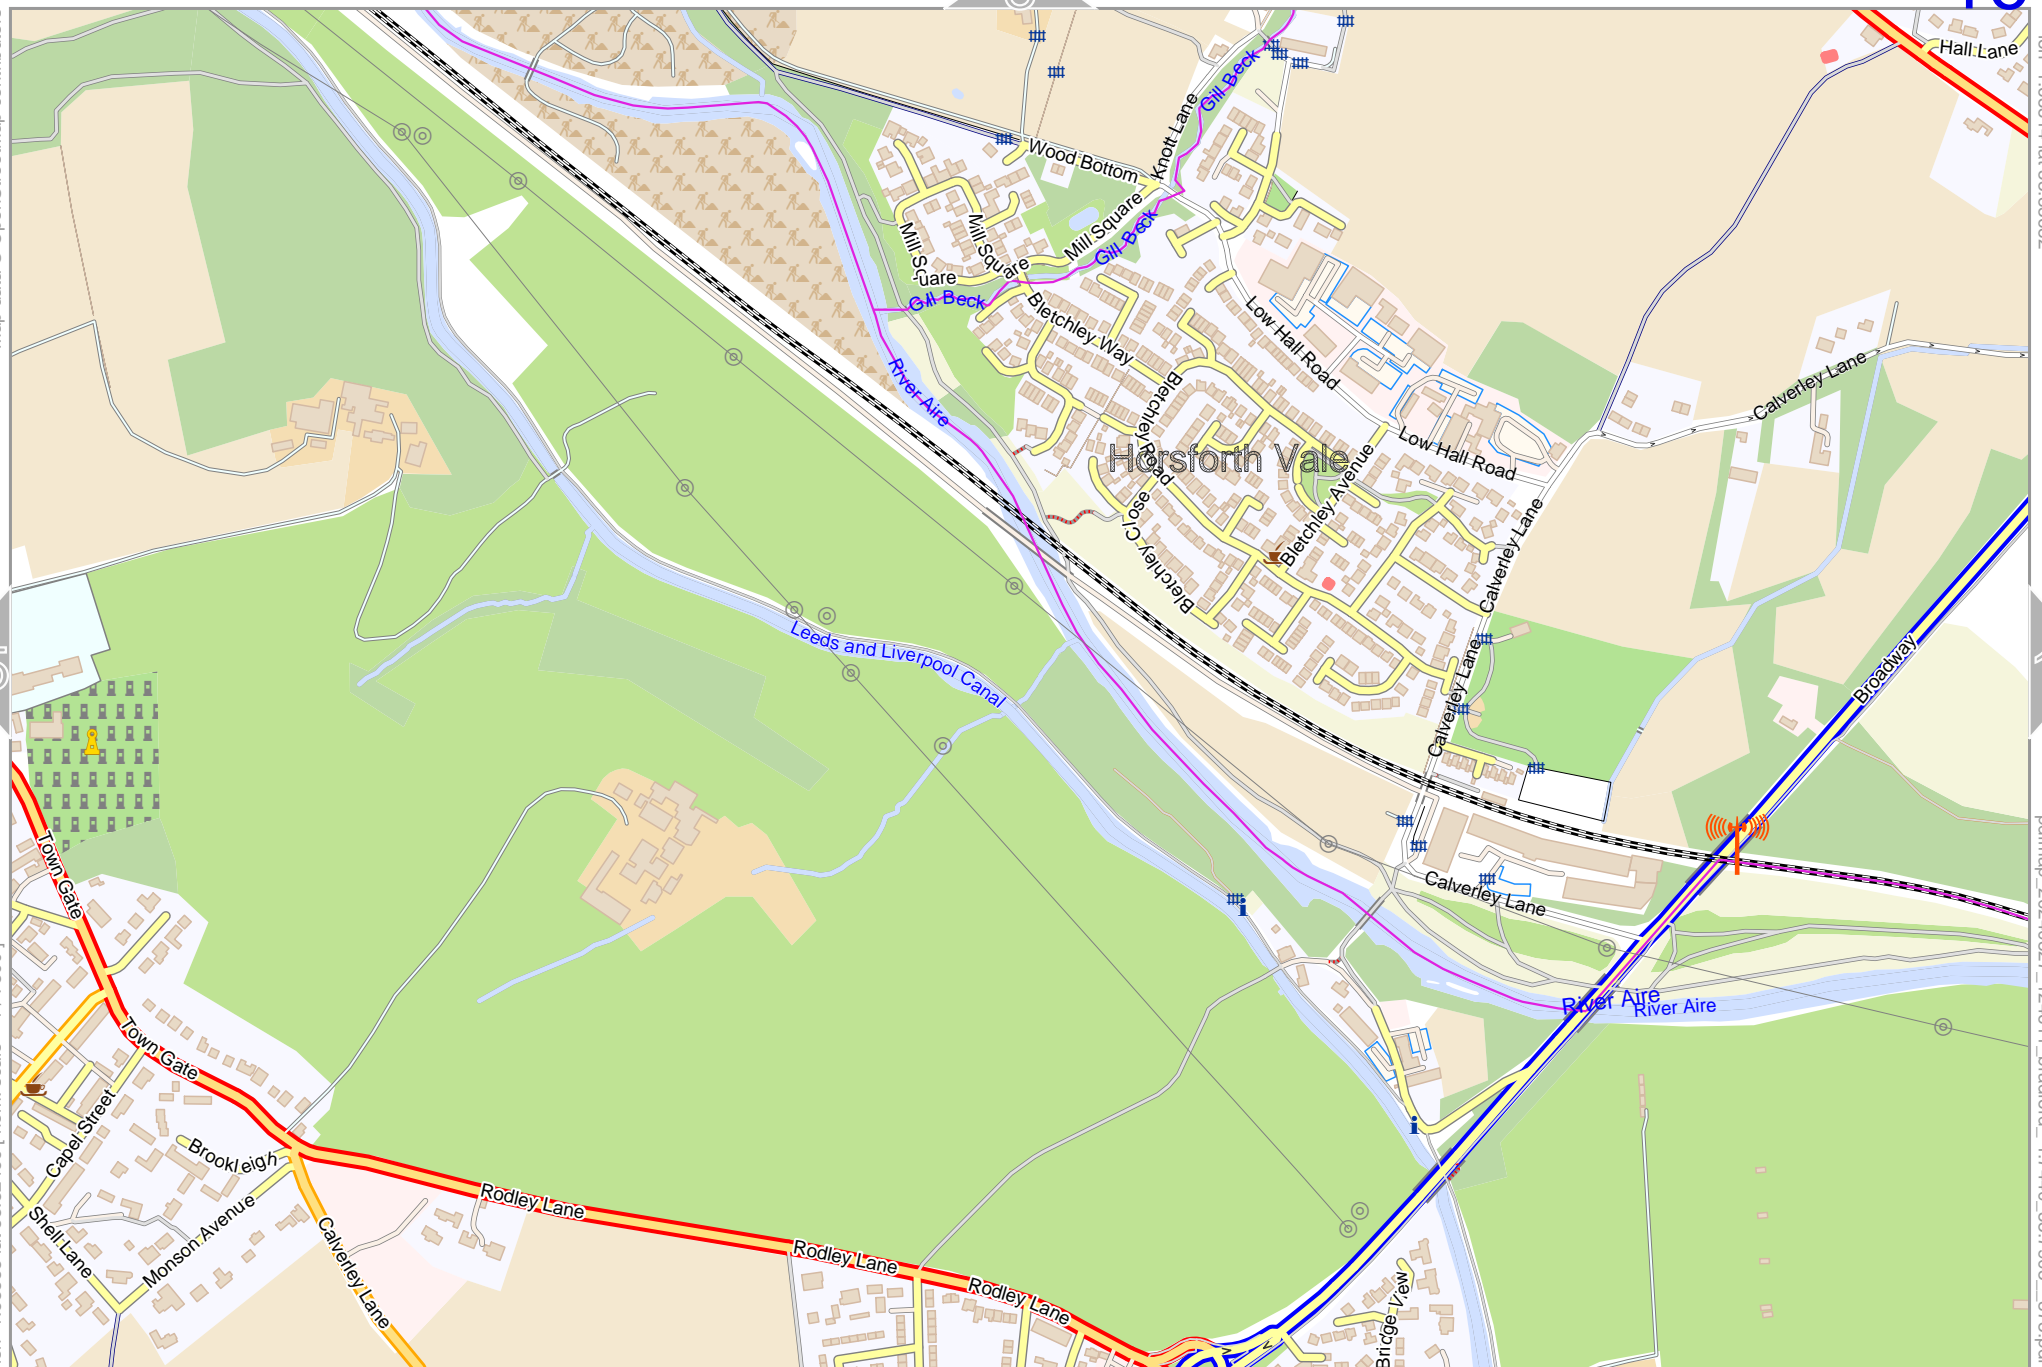 Hall Lane
Gill Beck
Knott Lane
Wood Bottom
Mill Square
Mill Square
Mill Square
Gill Beck
Gill Beck
Bletchley Way
Low Hall Road
River Aire
Calverley Lane
Bletchley Road
Low Hall Road
Horsforth Vale
Bletchley Avenue
Bletchley Close
Calverley Lane
Leeds and Liverpool Canal
Calverley Lane
Broadway
Town Gate
Calverley Lane
River Aire
River Aire
Town Gate
Capel Street
Brookleigh
Rodley Lane
Shell Lane
Monson Avenue
Calverley Lane
Rodley Lane
Rodley Lane
Bridge View